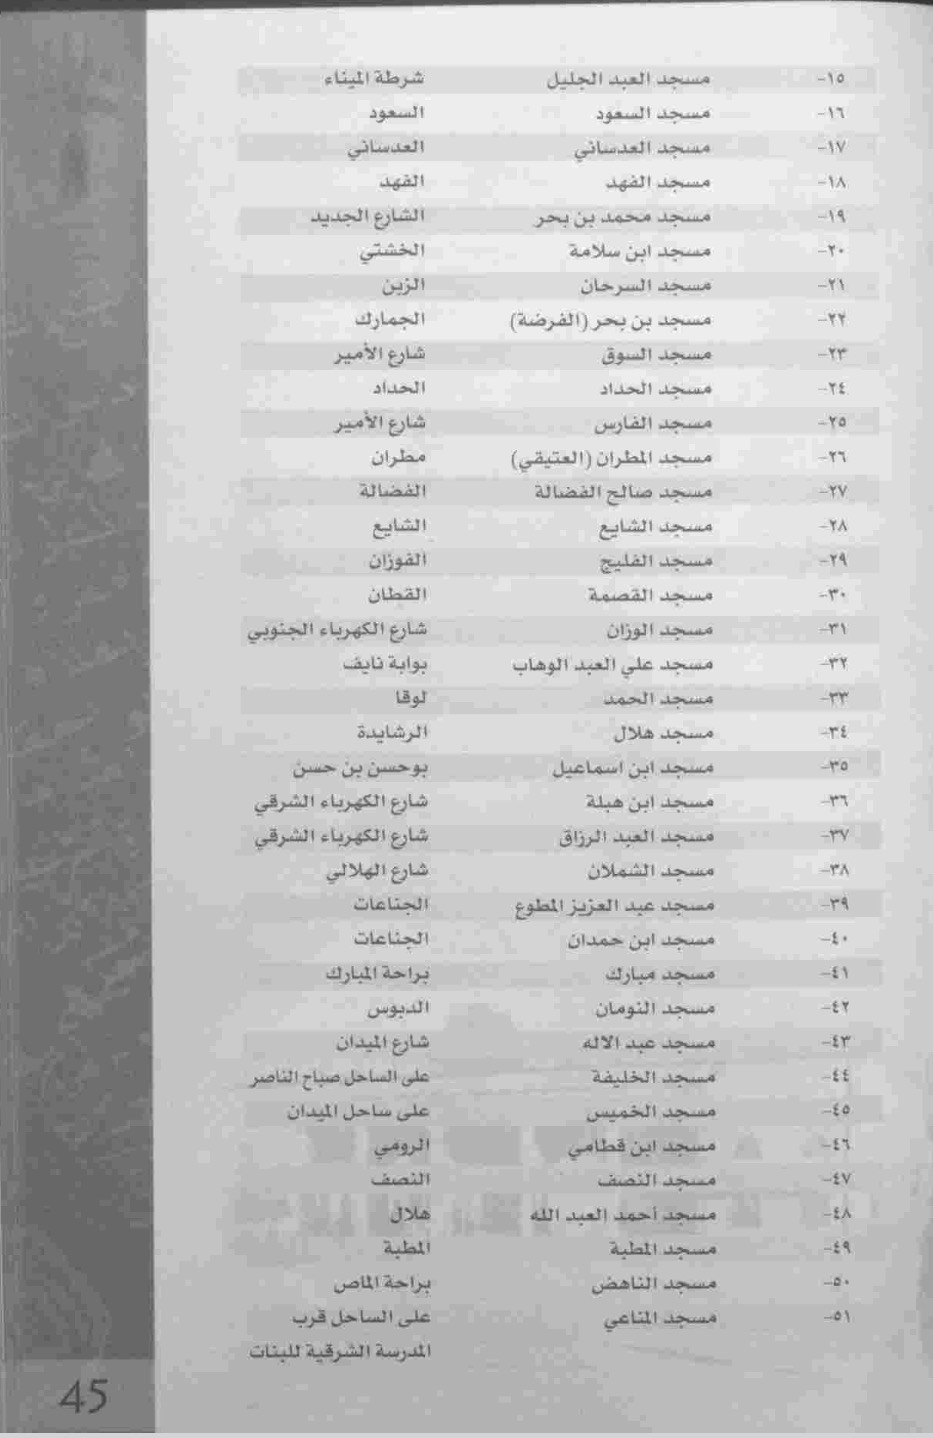 ١٥- مسجد العبد الجليل شرطة الميناء
١٦- مسجد السعود السعود
١٧- مسجد العدساني العدساني
١٨- مسجد الفهد الفهد
١٩- مسجد محمد بن بحر الشارع الجديد
٢٠- مسجد ابن سلامة الخشتي
٢١- مسجد السرحان الزبن
٢٢- مسجد بن بحر (الفرضة) الجمارك
٢٣- مسجد السوق شارع الأمير
٢٤- مسجد الحداد الحداد
٢٥- مسجد الفارس شارع الأمير
٢٦- مسجد المطران (العتيقي) مطران
٢٧- مسجد صالح الفضالة الفضالة
٢٨- مسجد الشايع الشايع
٢٩- مسجد الفليج الفوزان
٣٠- مسجد القصمة القطان
٣١- مسجد الوزان شارع الكهرباء الجنوبي
٣٢- مسجد علي العبد الوهاب بوابة نايف
٣٣- مسجد الحمد لوقا
٣٤- مسجد هلال الرشايدة
٣٥- مسجد ابن اسماعيل بوحسن بن حسن
٣٦- مسجد ابن هبلة شارع الكهرباء الشرقي
٣٧- مسجد العبد الرزاق شارع الكهرباء الشرقي
٣٨- مسجد الشملان شارع الهلالي
٣٩- مسجد عبد العزيز المطوع الجناعات
٤٠- مسجد ابن حمدان الجناعات
٤١- مسجد مبارك براحة المبارك
٤٢- مسجد النومان الدبوس
٤٣- مسجد عبد الاله شارع الميدان
٤٤- مسجد الخليفة على الساحل صباح الناصر
٤٥- مسجد الخميس على ساحل الميدان
٤٦- مسجد ابن قطامي الرومي
٤٧- مسجد النصف النصف
٤٨- مسجد أحمد العبد الله هلال
٤٩- مسجد المطبة المطبة
٥٠- مسجد الناهض براحة الماص
٥١- مسجد المناعي على الساحل قرب
المدرسة الشرقية للبنات
45